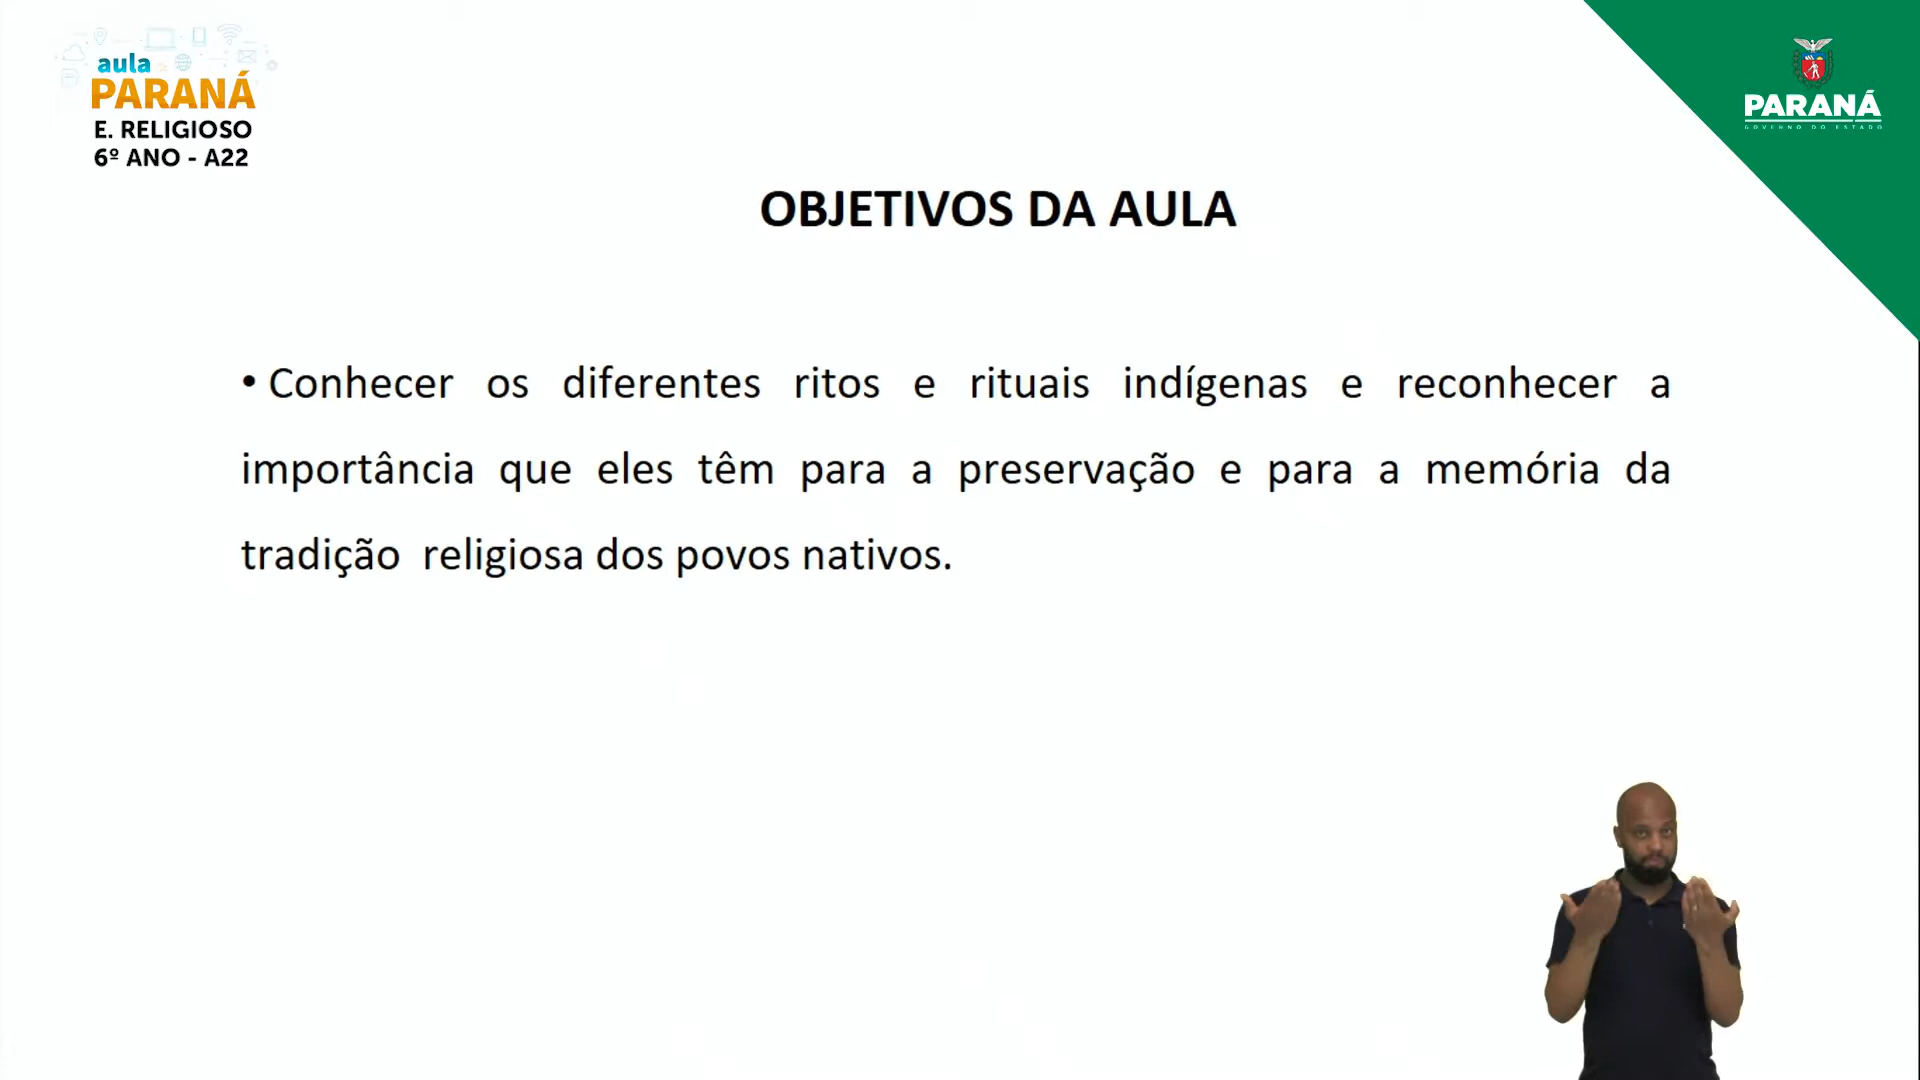 aula
PARANÁ
E. RELIGIOSO
6º ANO - A22
PARANÁ
GOVERNO DO ESTADO
OBJETIVOS DA AULA
• Conhecer os diferentes ritos e rituais indígenas e reconhecer a
importância que eles têm para a preservação e para a memória da
tradição religiosa dos povos nativos.